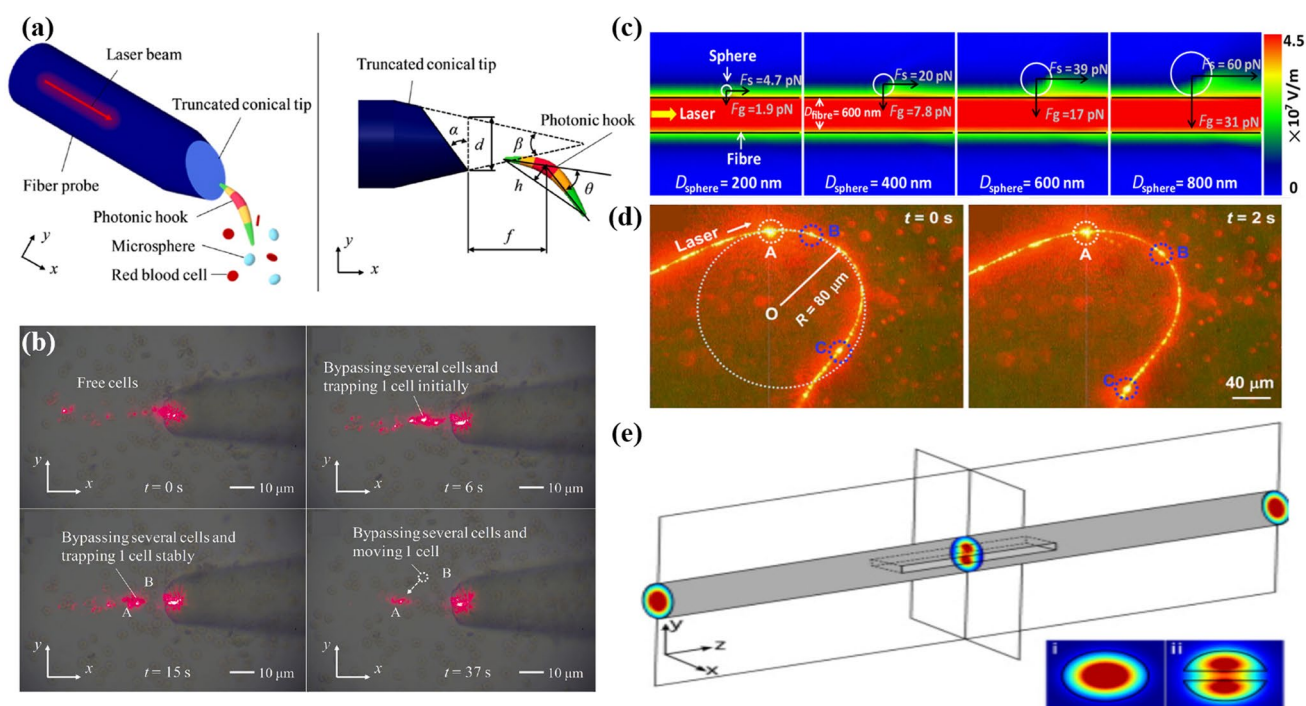 (a)
Laser beam
Truncated conical tip
Fiber probe
Photonic hook
Microsphere
Red blood cell
y
x
Truncated conical tip
Photonic hook
α
d
β
h
θ
f
y
x
(b)
Free cells
y
x
t = 0 s
10 μm
Bypassing several cells and
trapping 1 cell initially
y
x
t = 6 s
10 μm
Bypassing several cells and
trapping 1 cell stably
B
A
y
x
t = 15 s
10 μm
Bypassing several cells and
moving 1 cell
B
A
y
x
t = 37 s
10 μm
(c)
Sphere
Fs = 4.7 pN
Fg = 1.9 pN
Laser
Fibre
Dsphere = 200 nm
Fs = 20 pN
Dfibre = 600 nm
Fg = 7.8 pN
Dsphere = 400 nm
Fs = 39 pN
Fg = 17 pN
Dsphere = 600 nm
Fs = 60 pN
Fg = 31 pN
Dsphere = 800 nm
4.5
×10⁷ V/m
0
(d)
t = 0 s
Laser
A
B
O
R = 80 μm
C
t = 2 s
A
B
C
40 μm
(e)
y
z
x
i
ii